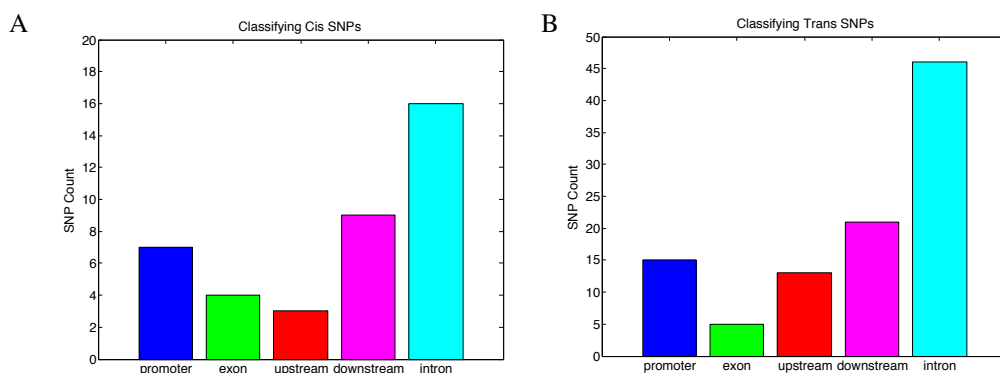 A
Classifying Cis SNPs
20
18
16
14
12
10
8
6
4
2
0
SNP Count
promoter exon upstream downstream intron
B
Classifying Trans SNPs
50
45
40
35
30
25
20
15
10
5
0
SNP Count
promoter exon upstream downstream intron